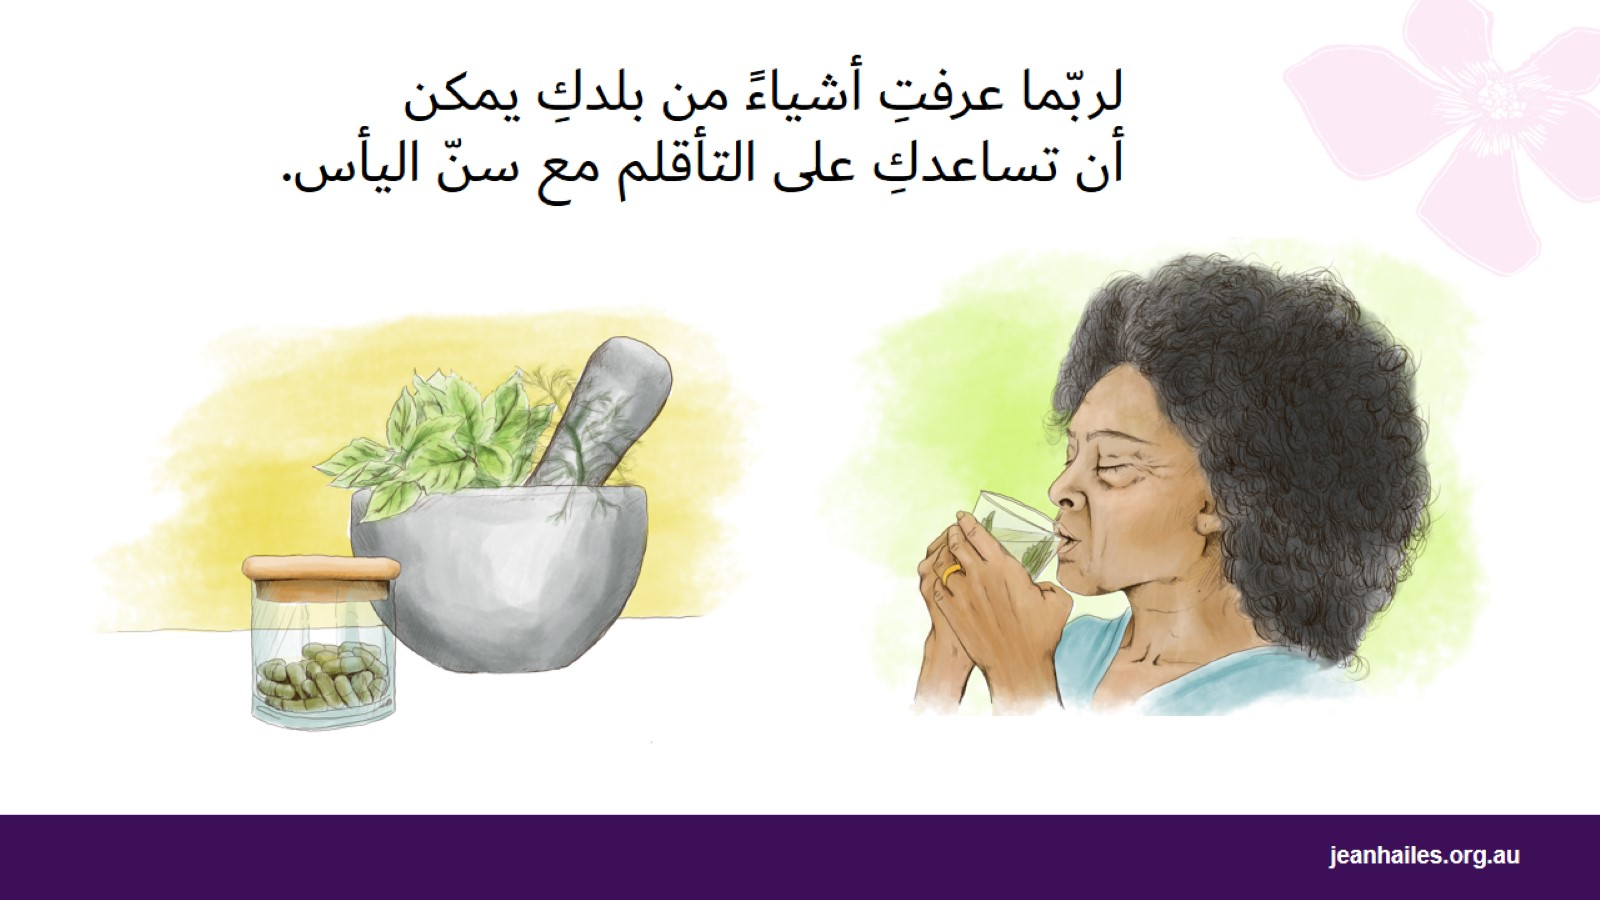 لربّما عرفتِ أشياءً من بلدكِ يمكن
أن تساعدكِ على التأقلم مع سنّ اليأس.
jeanhailes.org.au